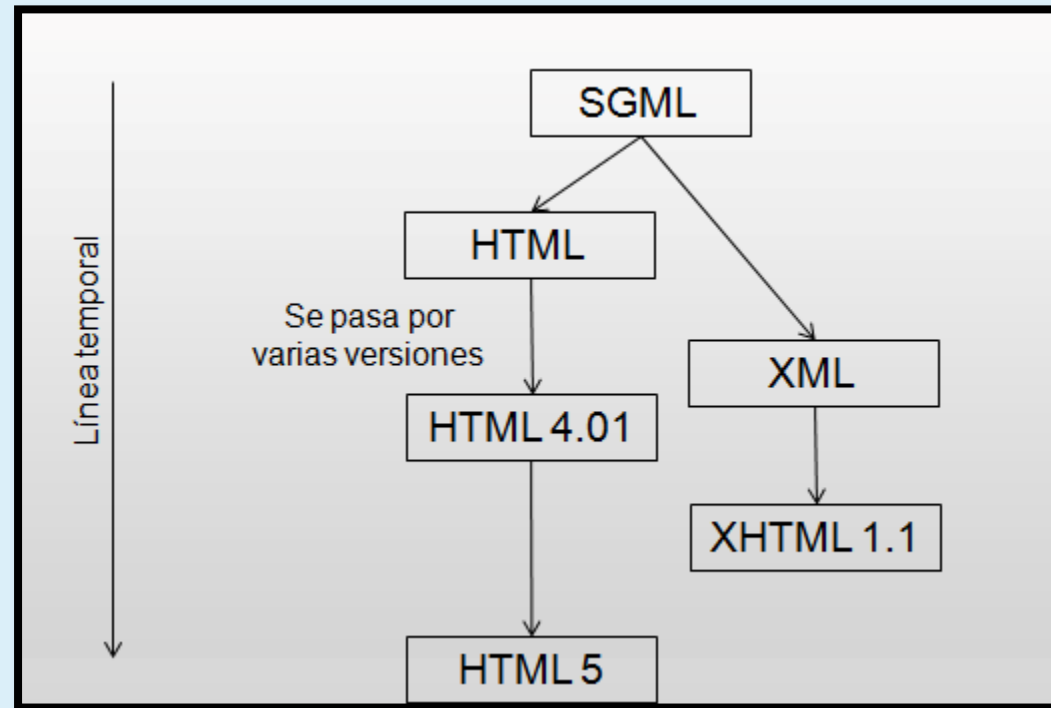 SGML
HTML
Línea temporal
Se pasa por
varias versiones
XML
HTML 4.01
XHTML 1.1
HTML 5